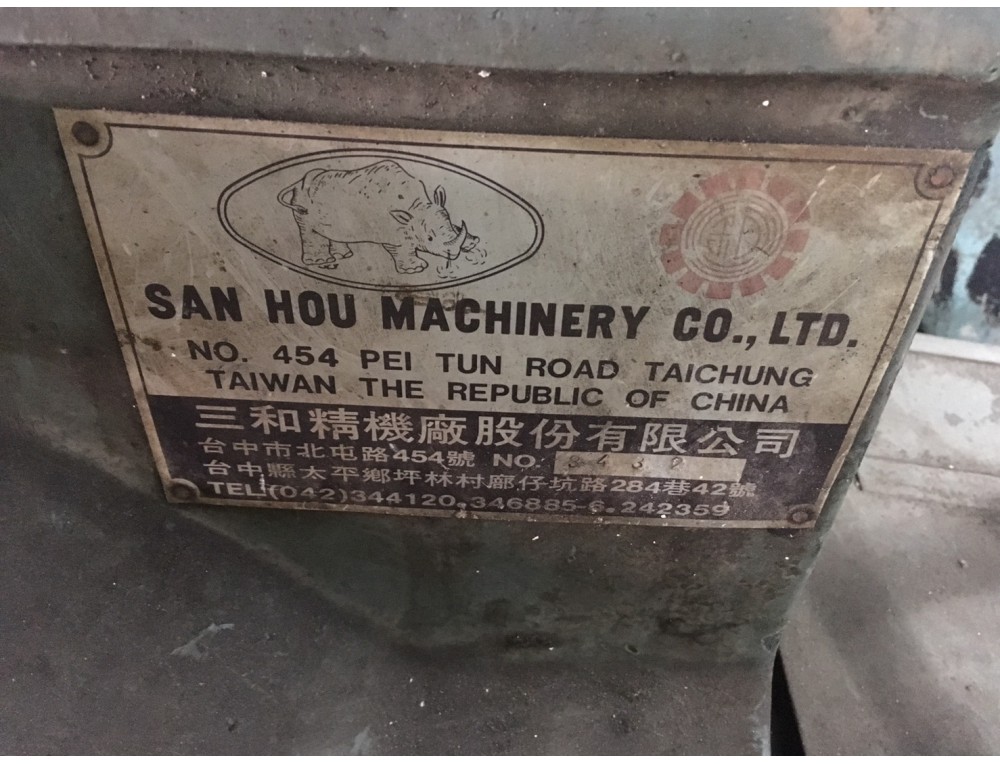 SAN HOU MACHINERY CO., LTD.
NO. 454 PEI TUN ROAD TAICHUNG
TAIWAN THE REPUBLIC OF CHINA
三和精機廠股份有限公司
台中市北屯路454號 NO.
台中縣太平鄉坪林村廍仔坑路284巷42號
TEL:(042)344120,346885-6.242359